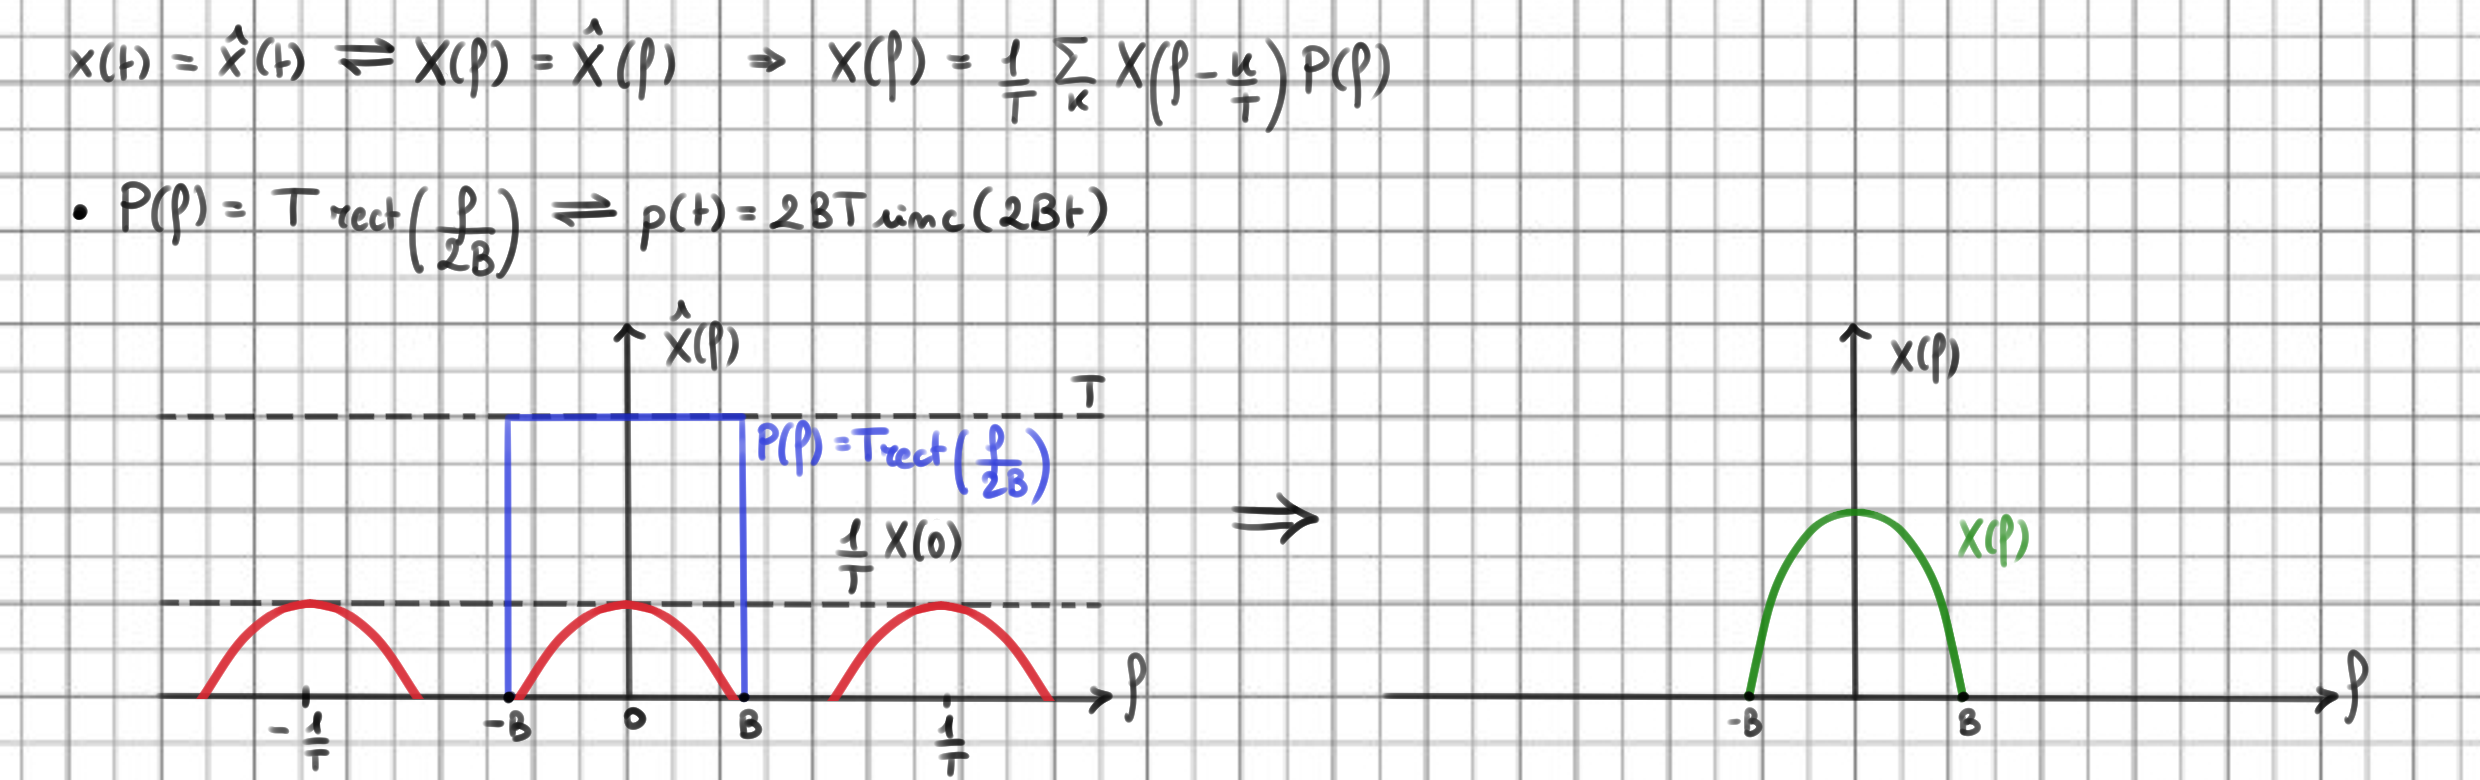 x(t) = x̂(t) ⇌ X(f) = X̂(f) ⇒ X(f) = 1/T Σ_k X(f - k/T) P(f)
• P(f) = T rect(f/2B) ⇌ p(t) = 2BT sinc(2Bt)
X̂(f)
T
P(f) = T rect(f/2B)
1/T X(0)
f
-1/T -B 0 B 1/T
⇒
X(f)
X(f)
f
-B B